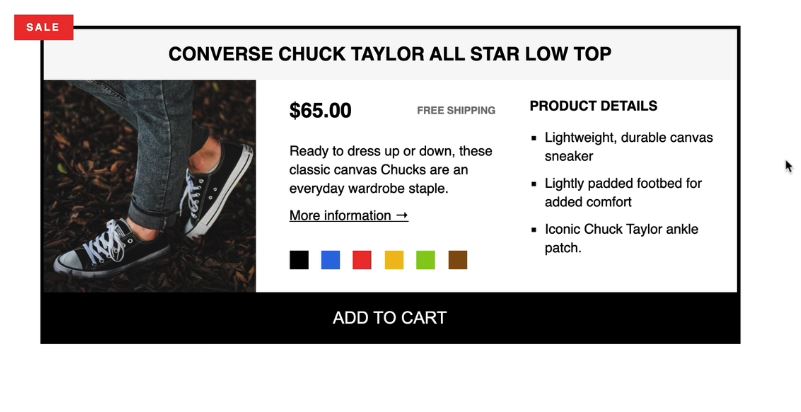 SALE
CONVERSE CHUCK TAYLOR ALL STAR LOW TOP
$65.00
FREE SHIPPING
Ready to dress up or down, these
classic canvas Chucks are an
everyday wardrobe staple.
More information →
PRODUCT DETAILS
▪ Lightweight, durable canvas
sneaker
▪ Lightly padded footbed for
added comfort
▪ Iconic Chuck Taylor ankle
patch.
ADD TO CART